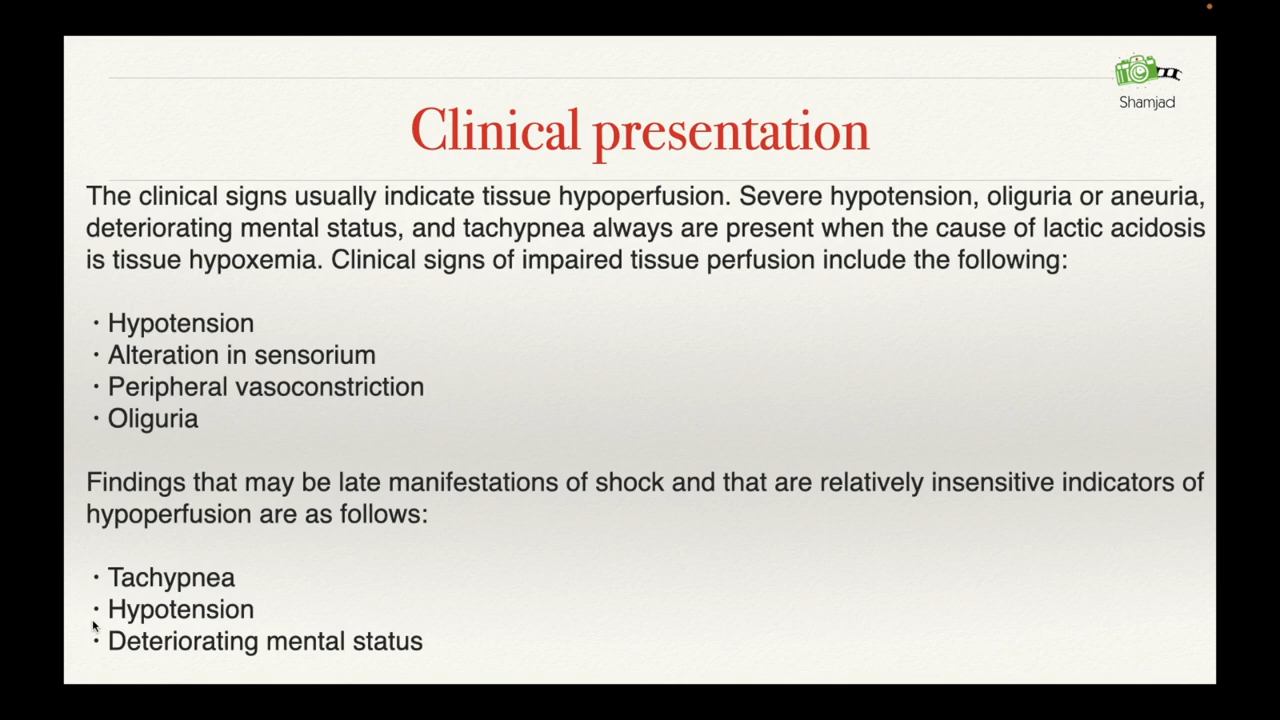 Shamjad
Clinical presentation
The clinical signs usually indicate tissue hypoperfusion. Severe hypotension, oliguria or aneuria,
deteriorating mental status, and tachypnea always are present when the cause of lactic acidosis
is tissue hypoxemia. Clinical signs of impaired tissue perfusion include the following:
· Hypotension
· Alteration in sensorium
· Peripheral vasoconstriction
· Oliguria
Findings that may be late manifestations of shock and that are relatively insensitive indicators of
hypoperfusion are as follows:
· Tachypnea
· Hypotension
· Deteriorating mental status